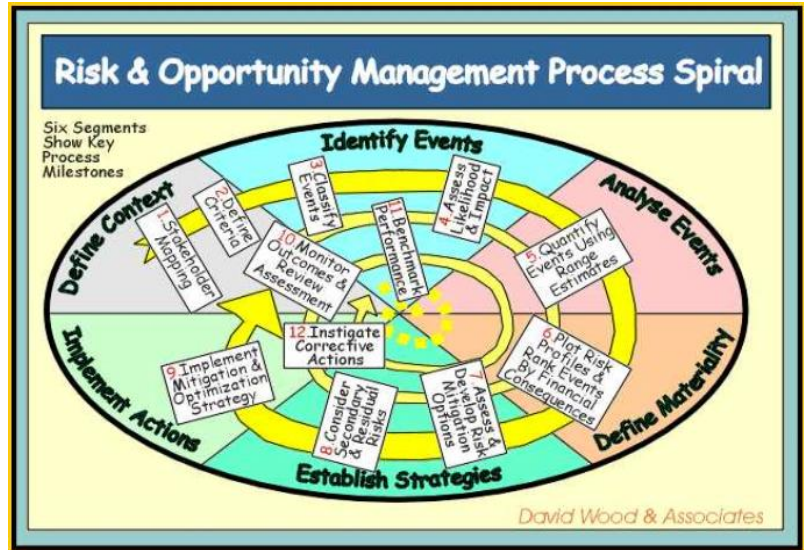 Risk & Opportunity Management Process Spiral
Six Segments
Show Key
Process
Milestones
Define Context
Identify Events
Analyse Events
Define Materiality
Establish Strategies
Implement Actions
1.Stakeholder
Mapping
2.Define
Criteria
3.Classify
Events
4.Assess
Likelihood
& Impact
5.Quantify
Events Using
Range
Estimates
6.Plot Risk
Profiles &
Rank Events
By Financial
Consequences
7.Assess &
Develop Risk
Mitigation
Options
8.Consider
Secondary
& Residual
Risks
9.Implement
Mitigation &
Optimization
Strategy
10.Monitor
Outcomes &
Review
Assessment
11.Benchmark
Performance
12.Instigate
Corrective
Actions
David Wood & Associates